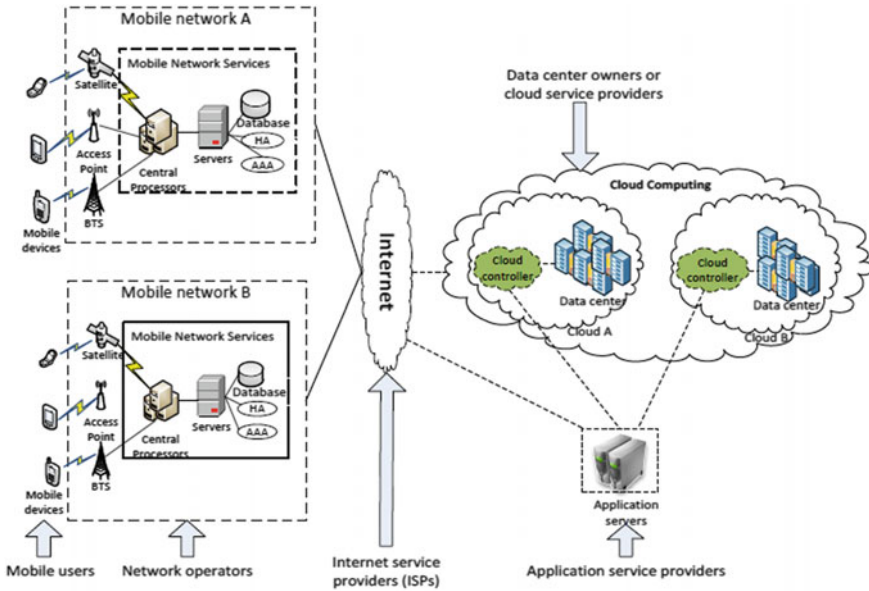 Mobile network A
Mobile Network Services
Satellite
Database
HA
AAA
Access
Point
Servers
Central
Processors
BTS
Mobile
devices
Mobile network B
Mobile Network Services
Satellite
Database
HA
AAA
Access
Point
Servers
Central
Processors
BTS
Mobile
devices
Mobile users
Network operators
Internet
Internet service
providers (ISPs)
Data center owners or
cloud service providers
Cloud Computing
Cloud
controller
Data center
Cloud A
Cloud
controller
Data center
Cloud B
Application
servers
Application service providers